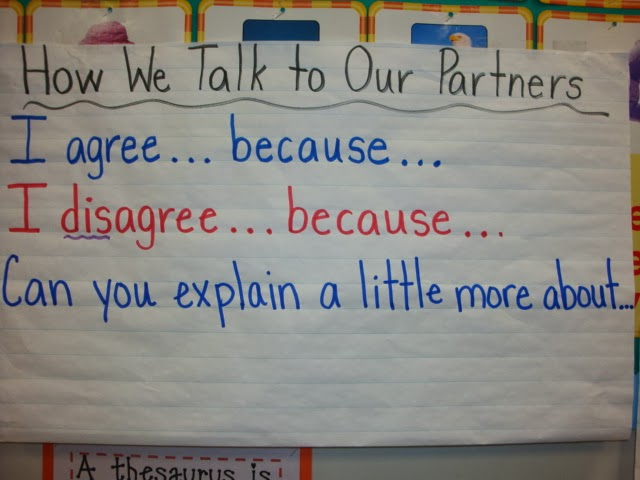 How We Talk to Our Partners
I agree... because...
I disagree... because...
Can you explain a little more about...
A thesaurus is